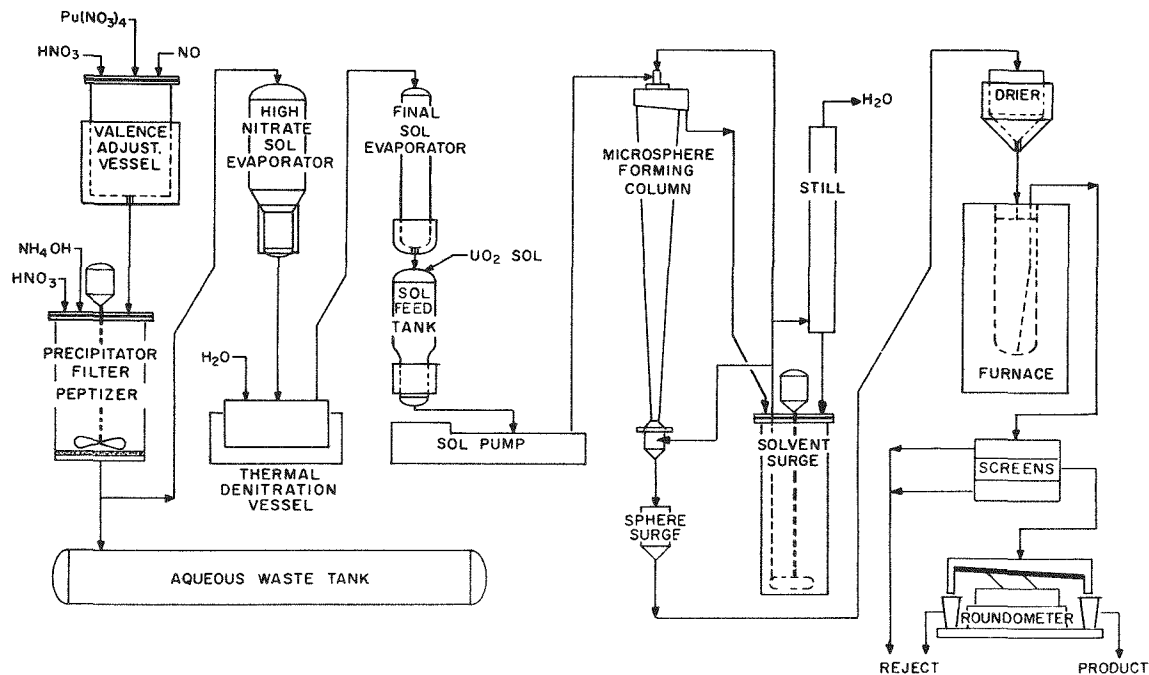 Pu(NO3)4
HNO3
NO
VALENCE
ADJUST.
VESSEL
NH4OH
HNO3
PRECIPITATOR
FILTER
PEPTIZER
HIGH
NITRATE
SOL
EVAPORATOR
H2O
THERMAL
DENITRATION
VESSEL
FINAL
SOL
EVAPORATOR
UO2 SOL
SOL
FEED
TANK
SOL PUMP
AQUEOUS WASTE TANK
MICROSPHERE
FORMING
COLUMN
SPHERE
SURGE
H2O
STILL
SOLVENT
SURGE
DRIER
FURNACE
SCREENS
ROUNDOMETER
REJECT
PRODUCT